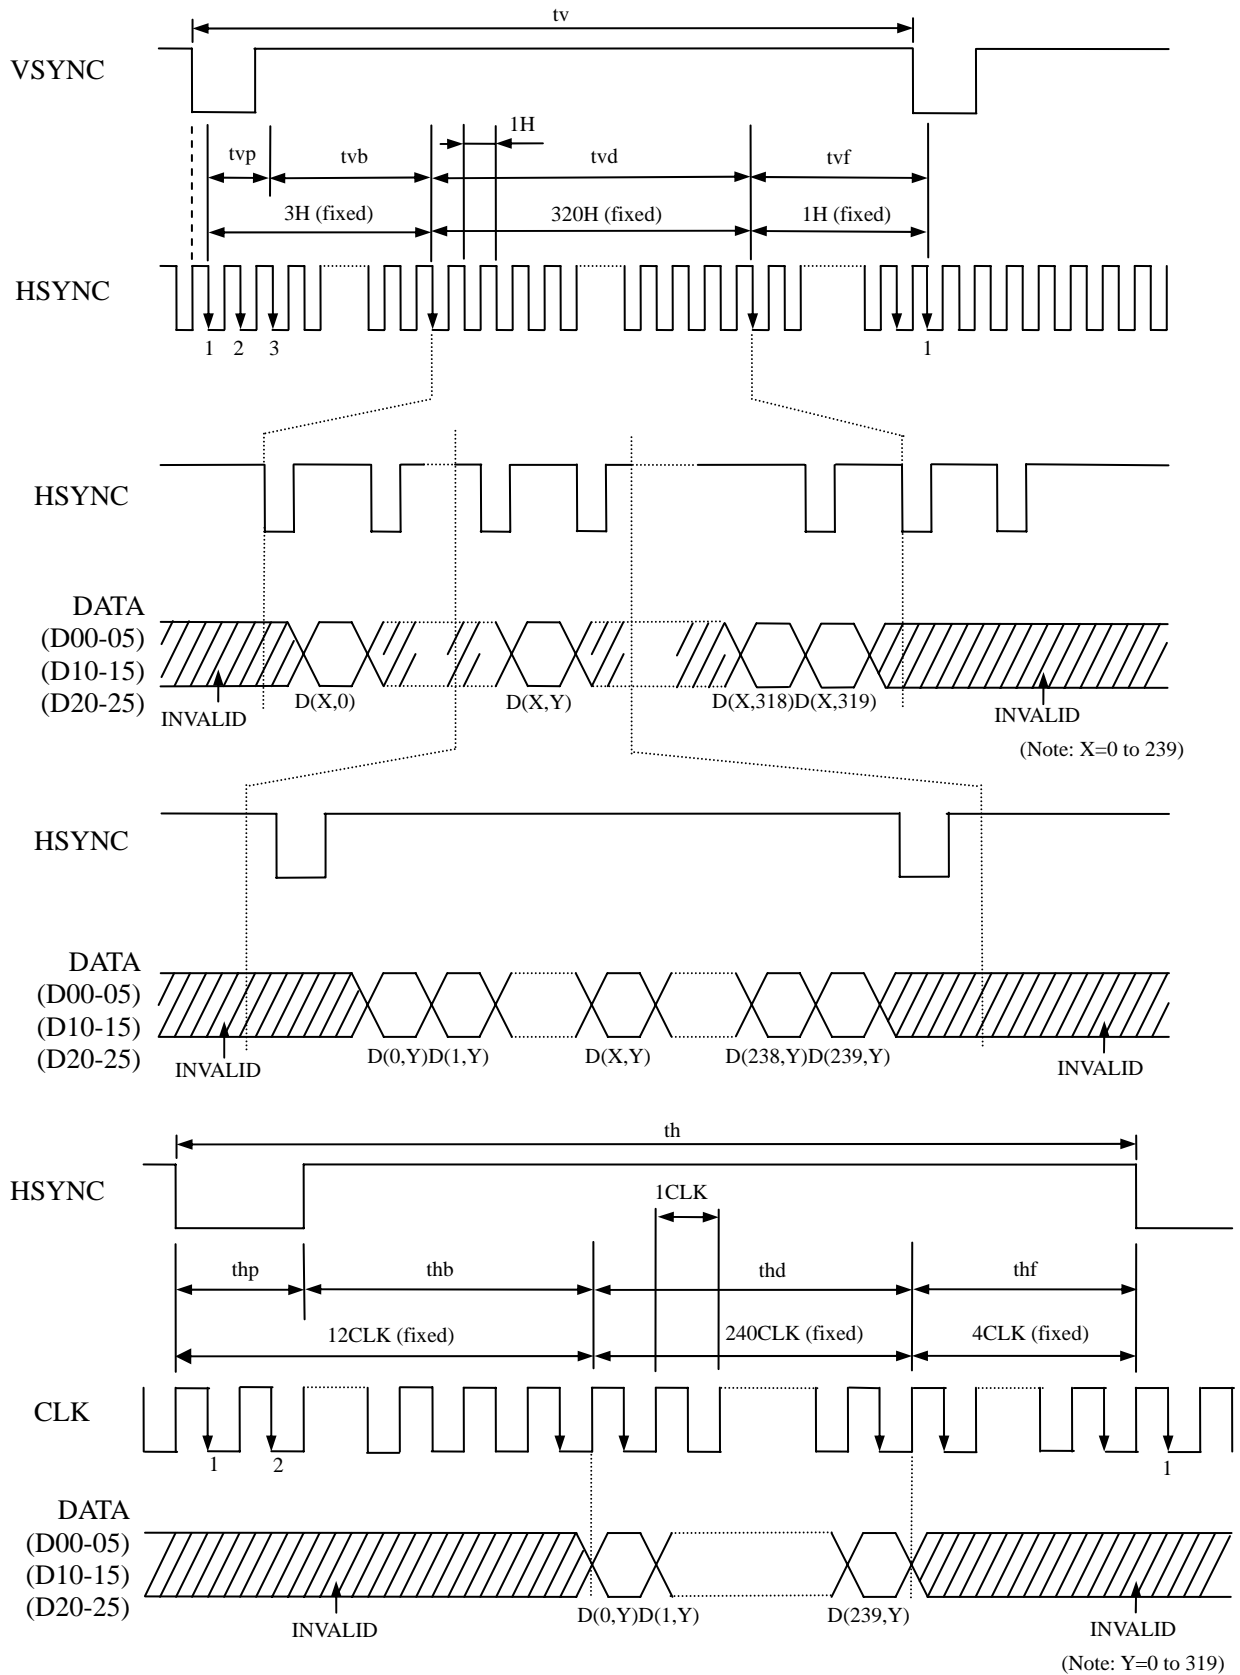 tv
VSYNC
1H
tvp tvb tvd tvf
3H (fixed) 320H (fixed) 1H (fixed)
HSYNC
1 2 3 1
HSYNC
DATA
(D00-05)
(D10-15)
(D20-25)
D(X,0) D(X,Y) D(X,318)D(X,319)
INVALID INVALID
(Note: X=0 to 239)
HSYNC
DATA
(D00-05)
(D10-15)
(D20-25)
D(0,Y)D(1,Y) D(X,Y) D(238,Y)D(239,Y)
INVALID INVALID
th
HSYNC
1CLK
thp thb thd thf
12CLK (fixed) 240CLK (fixed) 4CLK (fixed)
CLK
1 2 1
DATA
(D00-05)
(D10-15)
(D20-25)
D(0,Y)D(1,Y) D(239,Y)
INVALID INVALID
(Note: Y=0 to 319)